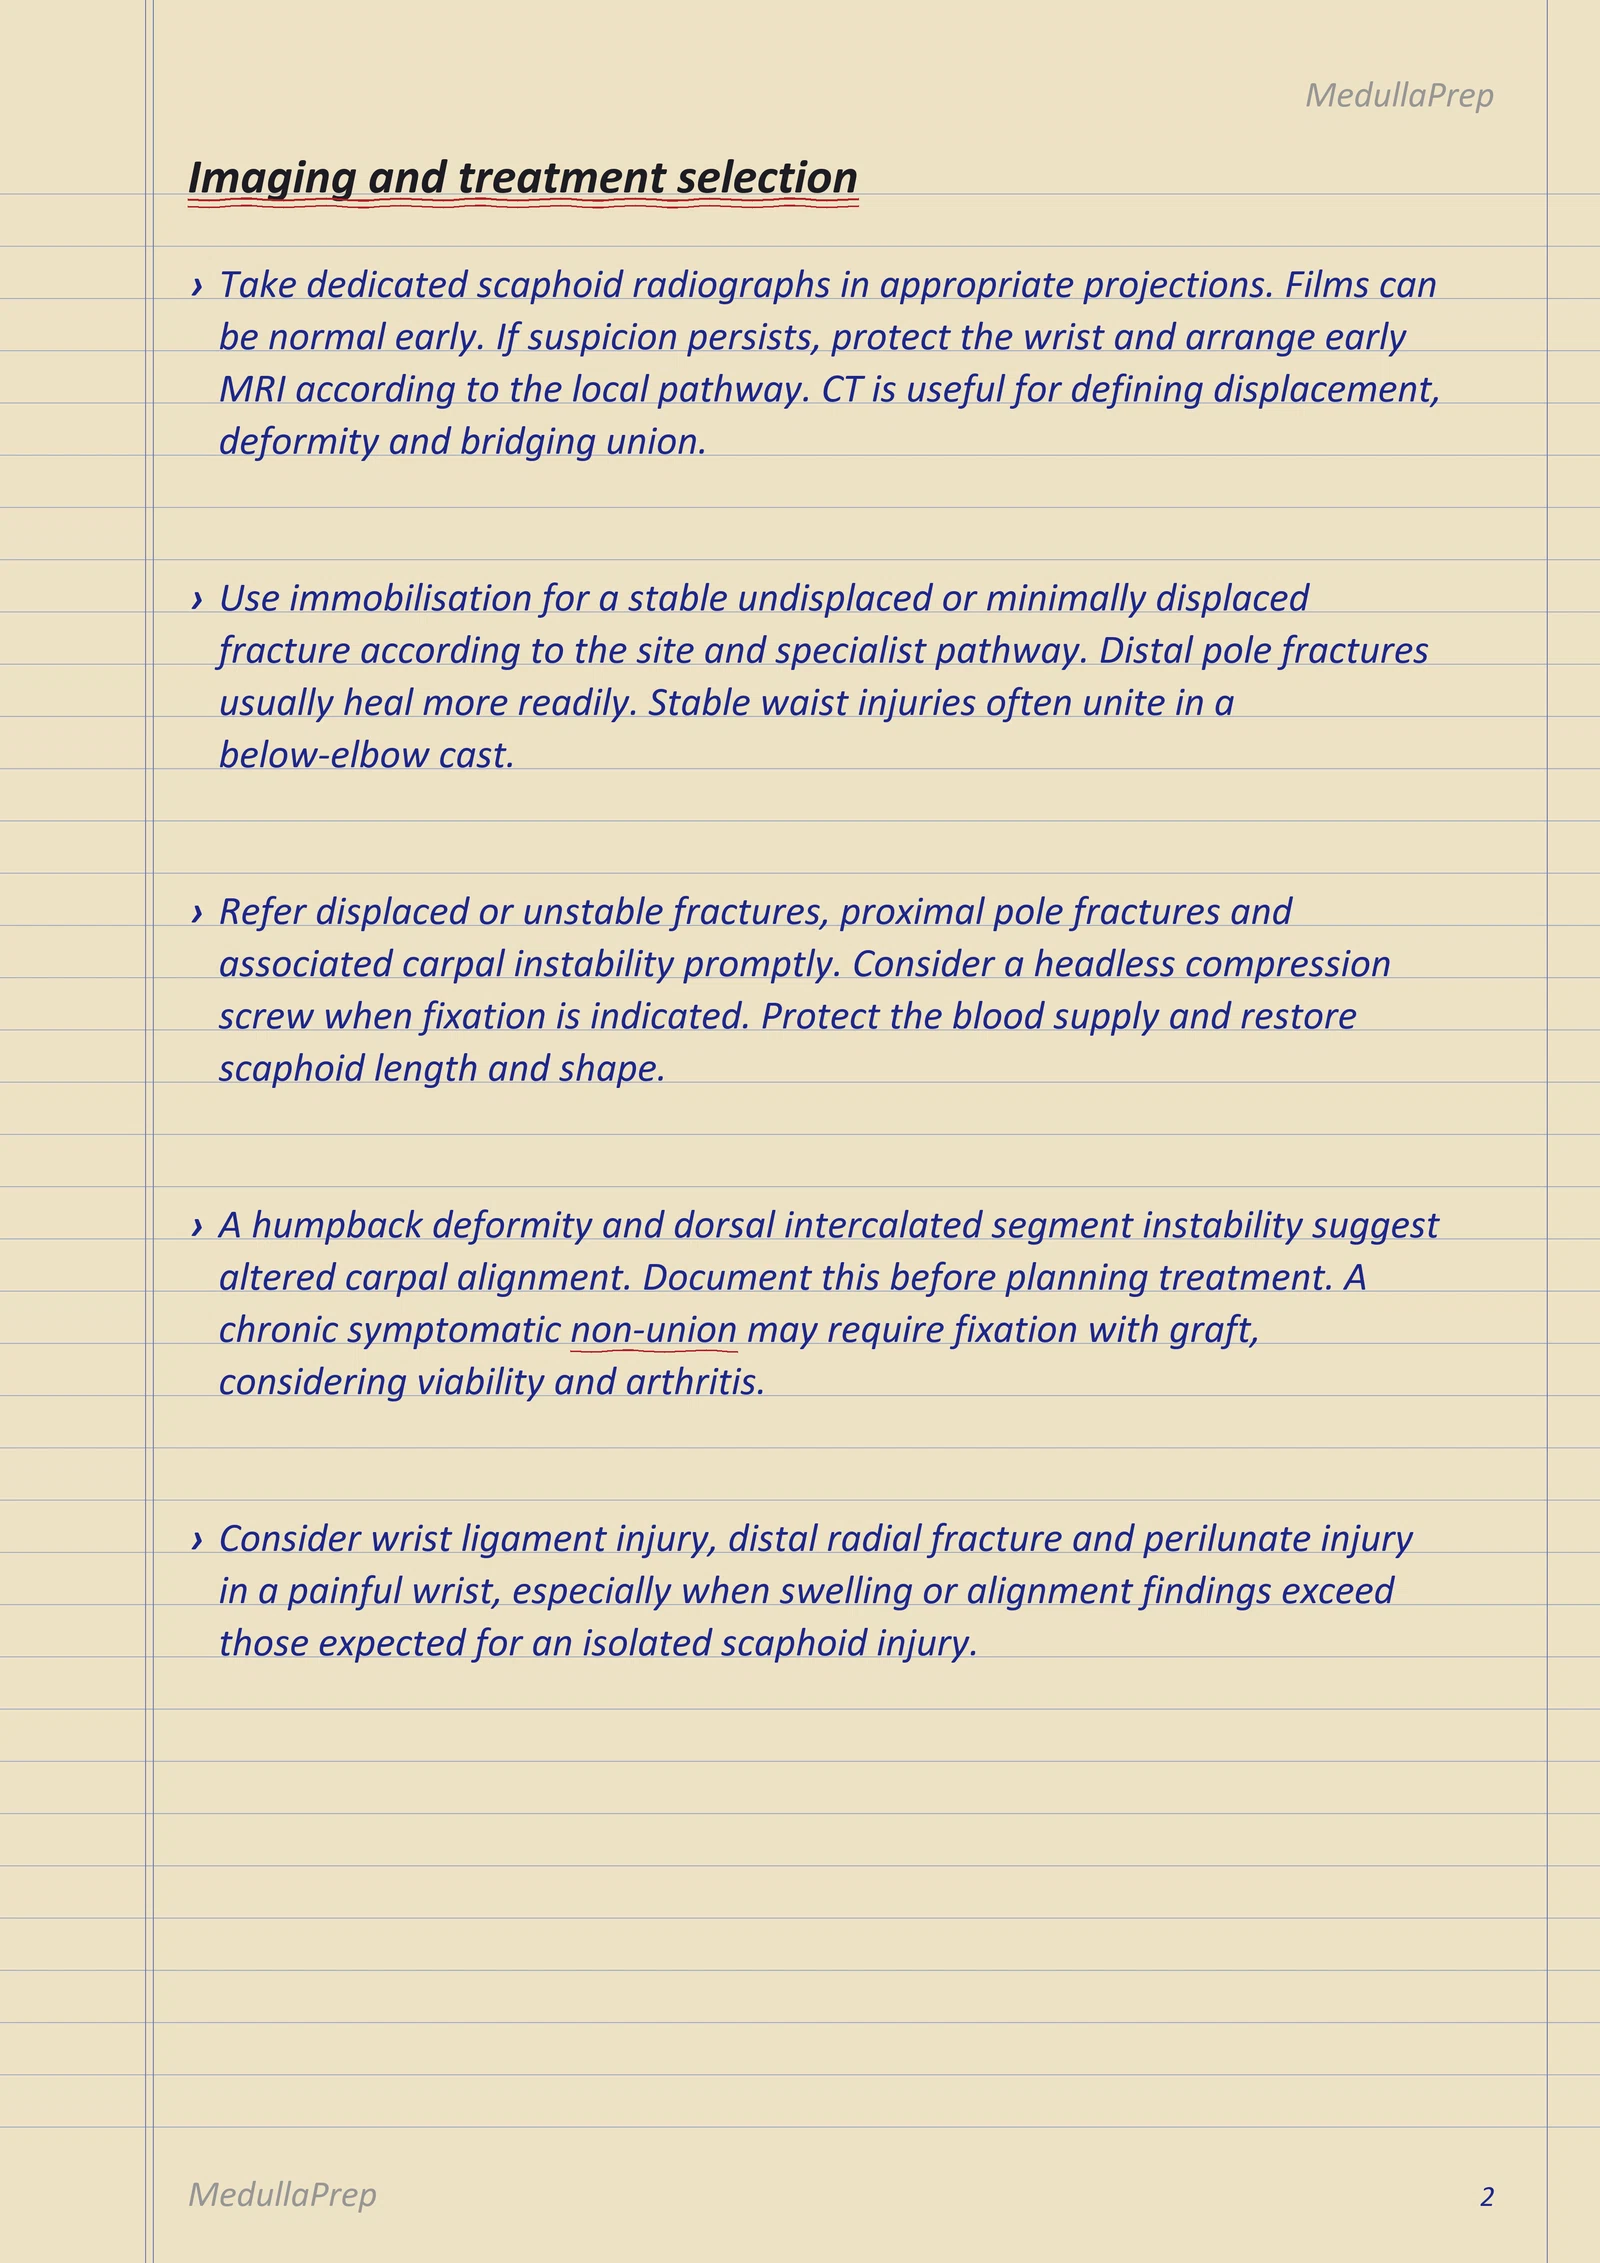 MedullaPrep
Imaging and treatment selection
› Take dedicated scaphoid radiographs in appropriate projections. Films can
be normal early. If suspicion persists, protect the wrist and arrange early
MRI according to the local pathway. CT is useful for defining displacement,
deformity and bridging union.
› Use immobilisation for a stable undisplaced or minimally displaced
fracture according to the site and specialist pathway. Distal pole fractures
usually heal more readily. Stable waist injuries often unite in a
below-elbow cast.
› Refer displaced or unstable fractures, proximal pole fractures and
associated carpal instability promptly. Consider a headless compression
screw when fixation is indicated. Protect the blood supply and restore
scaphoid length and shape.
› A humpback deformity and dorsal intercalated segment instability suggest
altered carpal alignment. Document this before planning treatment. A
chronic symptomatic non-union may require fixation with graft,
considering viability and arthritis.
› Consider wrist ligament injury, distal radial fracture and perilunate injury
in a painful wrist, especially when swelling or alignment findings exceed
those expected for an isolated scaphoid injury.
MedullaPrep
2